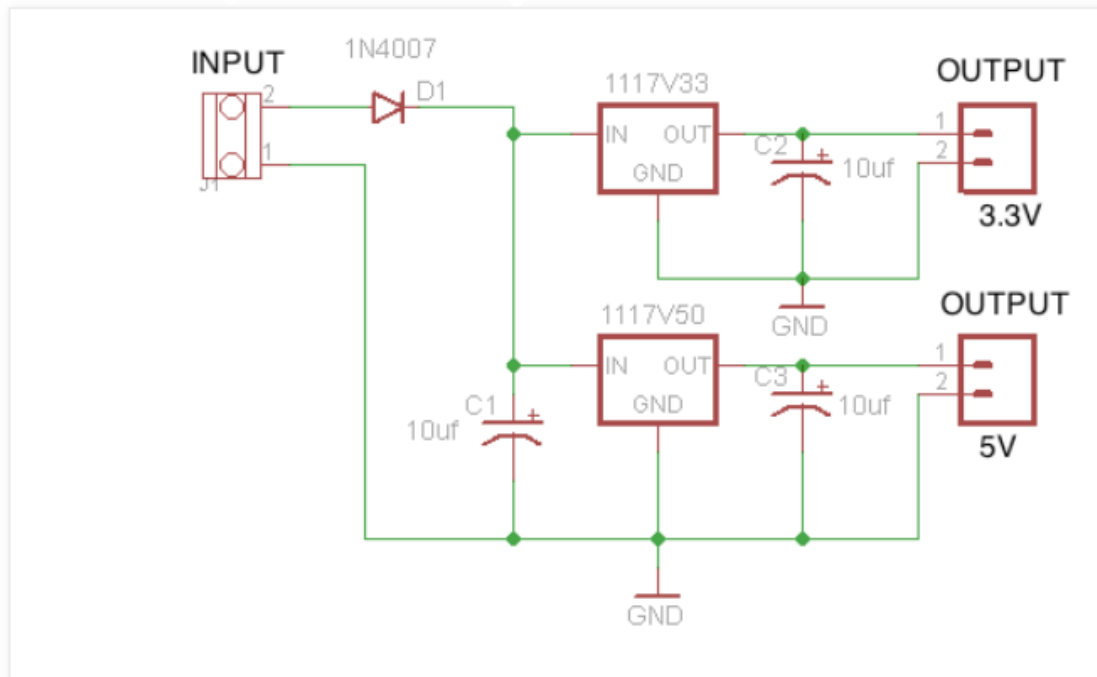 1N4007
INPUT
D1
2
1
J1
1117V33
IN OUT
GND
C2
+
10uf
OUTPUT
1
2
3.3V
GND
1117V50
IN OUT
GND
C1
+
10uf
C3
+
10uf
OUTPUT
1
2
5V
GND